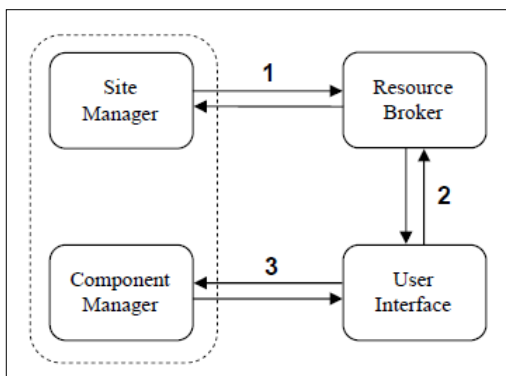 Site
Manager
1
Resource
Broker
2
Component
Manager
3
User
Interface